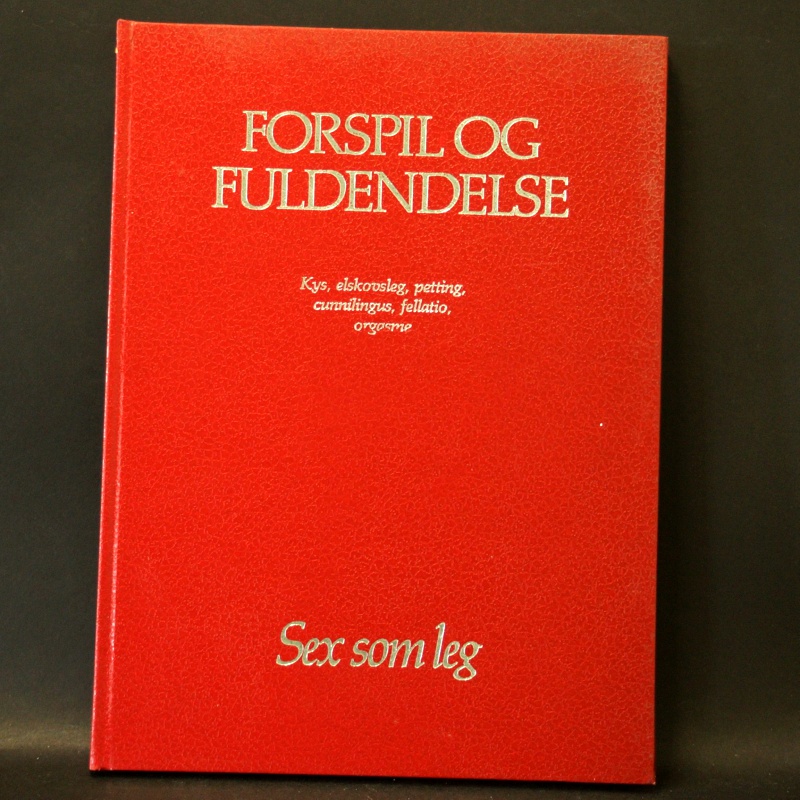 FORSPIL OG
FULDENDELSE
Kys, elskovsleg, petting,
cunnilingus, fellatio,
orgasme
Sex som leg